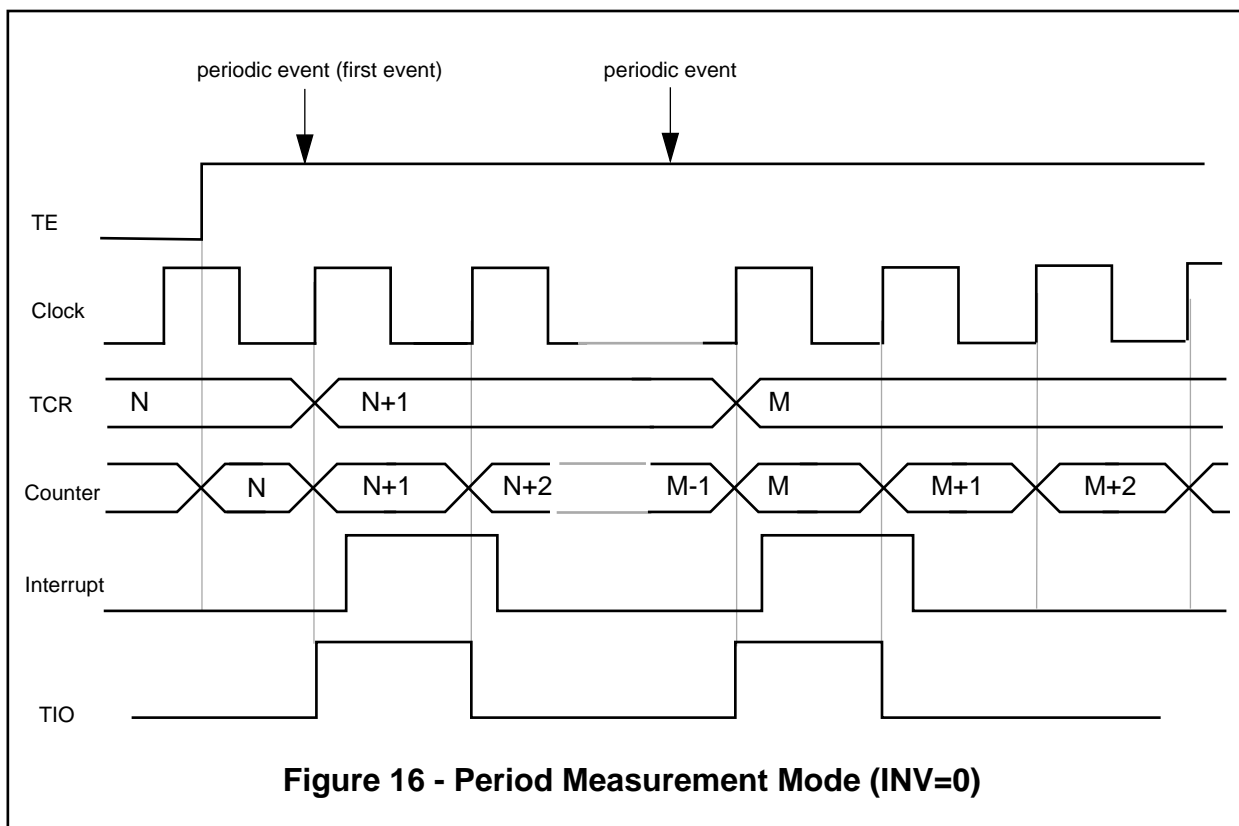 periodic event (first event)
periodic event
TE
Clock
TCR
N
N+1
M
Counter
N
N+1
N+2
M-1
M
M+1
M+2
Interrupt
TIO
Figure 16 - Period Measurement Mode (INV=0)